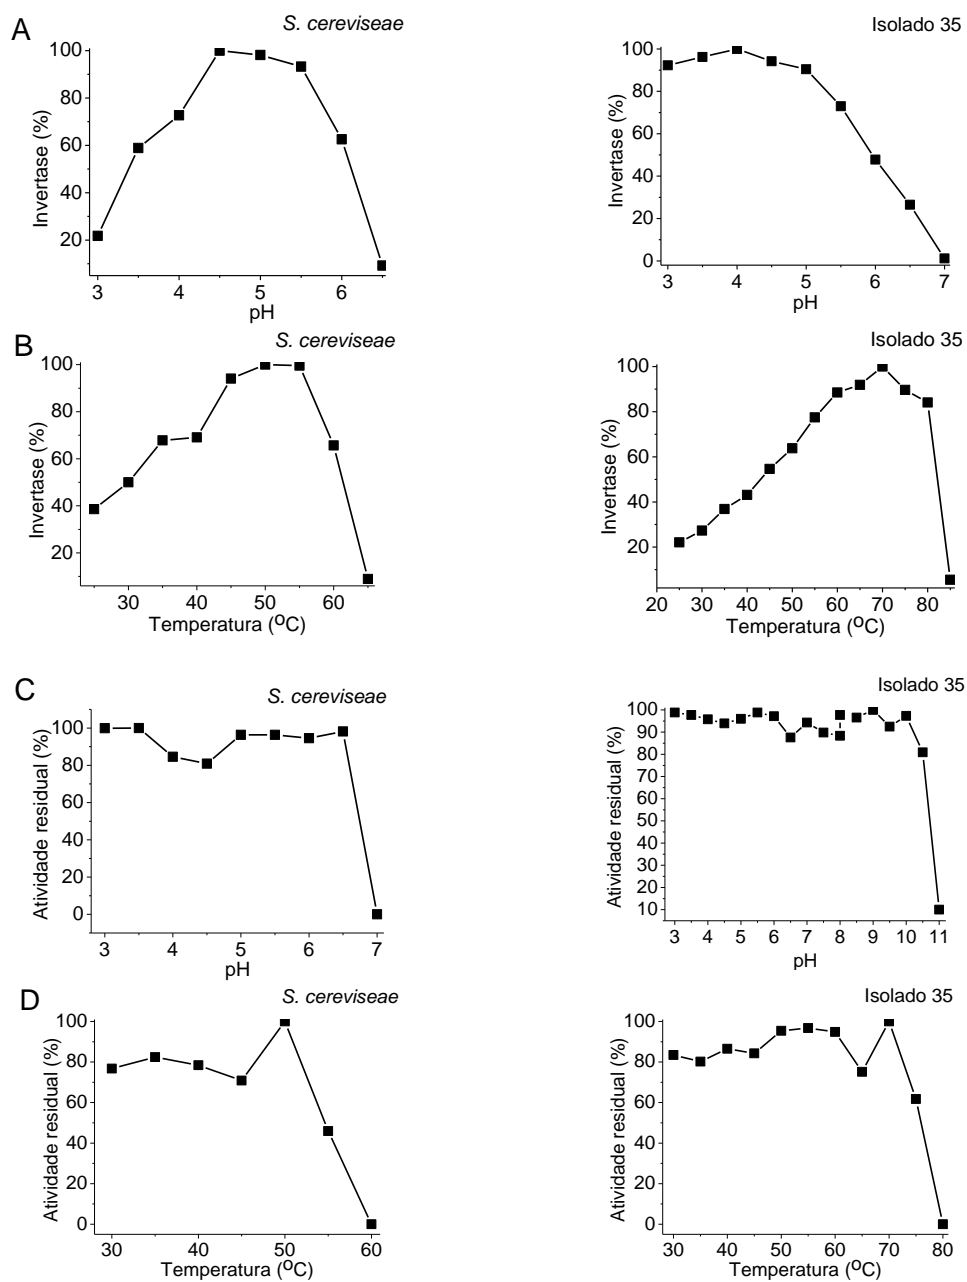 A
S. cereviseae
Invertase (%)
100
80
60
40
20
3 4 5 6
pH
Isolado 35
Invertase (%)
100
80
60
40
20
0
3 4 5 6 7
pH
B
S. cereviseae
Invertase (%)
100
80
60
40
20
30 40 50 60
Temperatura (ºC)
Isolado 35
Invertase (%)
100
80
60
40
20
20 30 40 50 60 70 80
Temperatura (ºC)
C
S. cereviseae
Atividade residual (%)
100
80
60
40
20
0
3 4 5 6 7
pH
Isolado 35
Atividade residual (%)
100
90
80
70
60
50
40
30
20
10
3 4 5 6 7 8 9 10 11
pH
D
S. cereviseae
Atividade residual (%)
100
80
60
40
20
0
30 40 50 60
Temperatura (ºC)
Isolado 35
Atividade residual (%)
100
80
60
40
20
0
30 40 50 60 70 80
Temperatura (ºC)